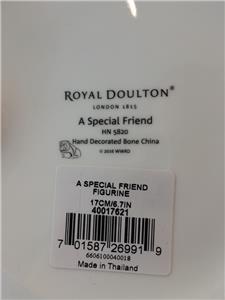 ROYAL DOULTON®
LONDON 1815
A Special Friend
HN 5820
Hand Decorated Bone China
© 2016 WWRD
A SPECIAL FRIEND
FIGURINE
17CM/6.7IN
40017621
7 01587 26991 9
6606100040018
Made in Thailand